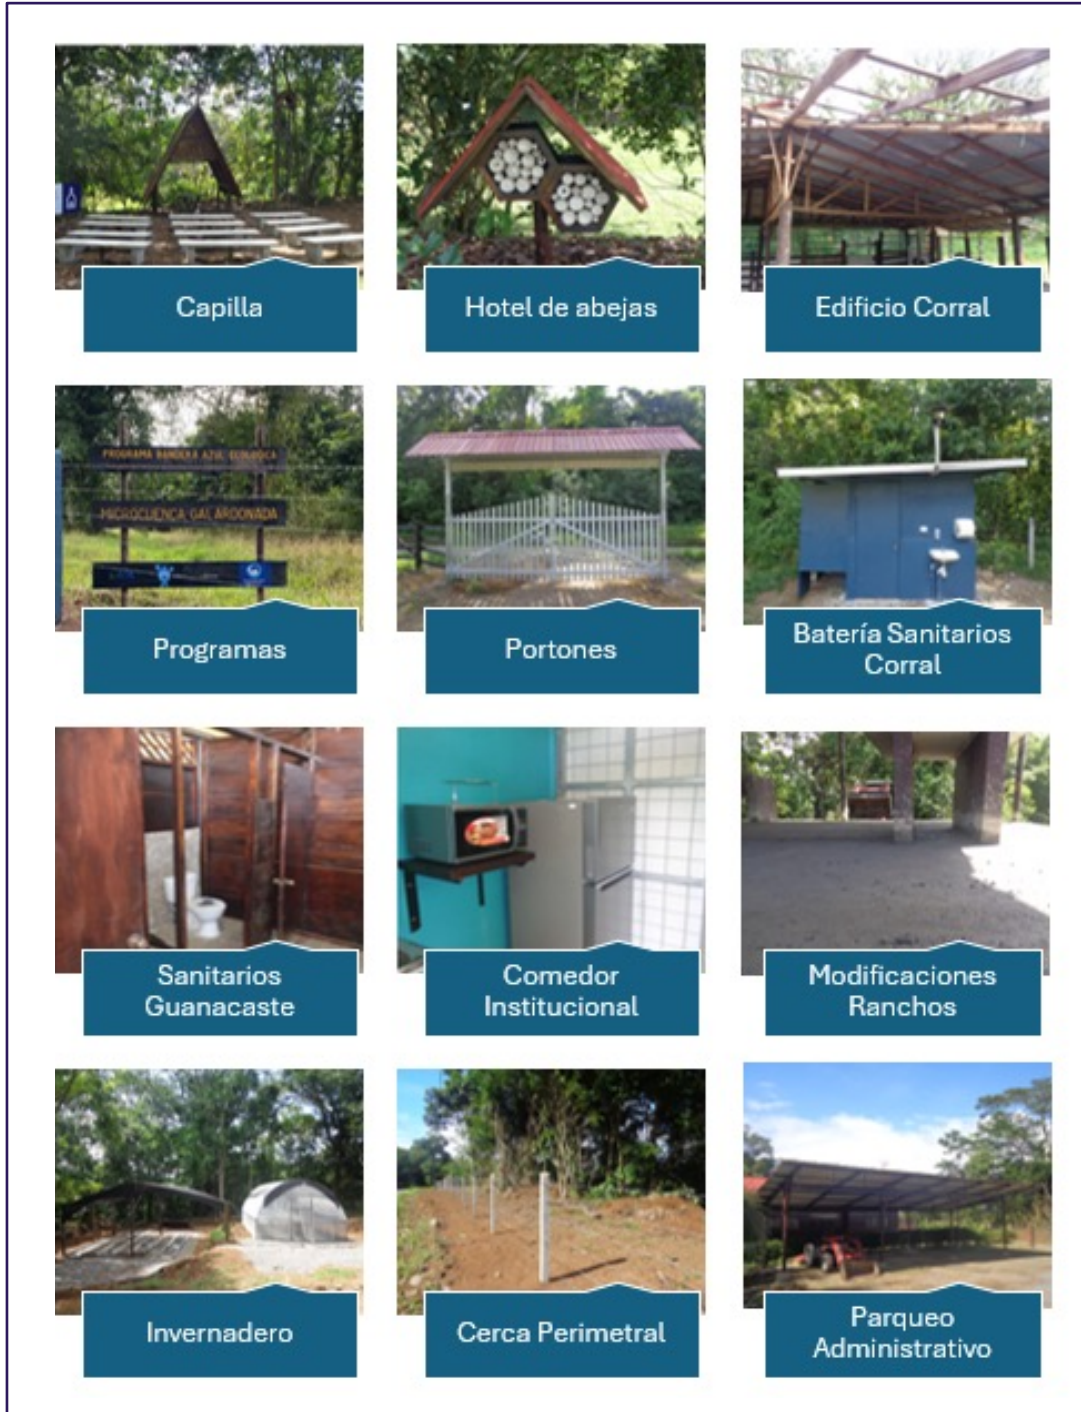 Capilla
Hotel de abejas
Edificio Corral
PROGRAMA BANDERA AZUL ECOLOGICA
MICROCUENCA GALARDONADA
Programas
Portones
Batería Sanitarios
Corral
Sanitarios
Guanacaste
Comedor
Institucional
Modificaciones
Ranchos
Invernadero
Cerca Perimetral
Parqueo
Administrativo